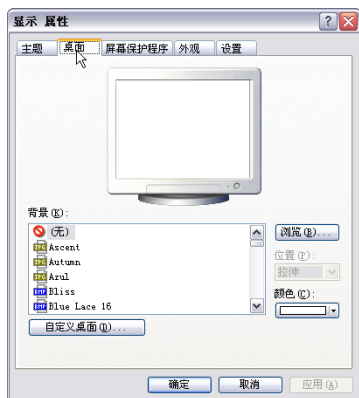 显示 属性
主题 桌面 屏幕保护程序 外观 设置
背景(K):
(无)
Ascent
Autumn
Azul
Bliss
Blue Lace 16
浏览(B)...
位置(P):
拉伸
颜色(C):
自定义桌面(D)...
确定 取消 应用(A)